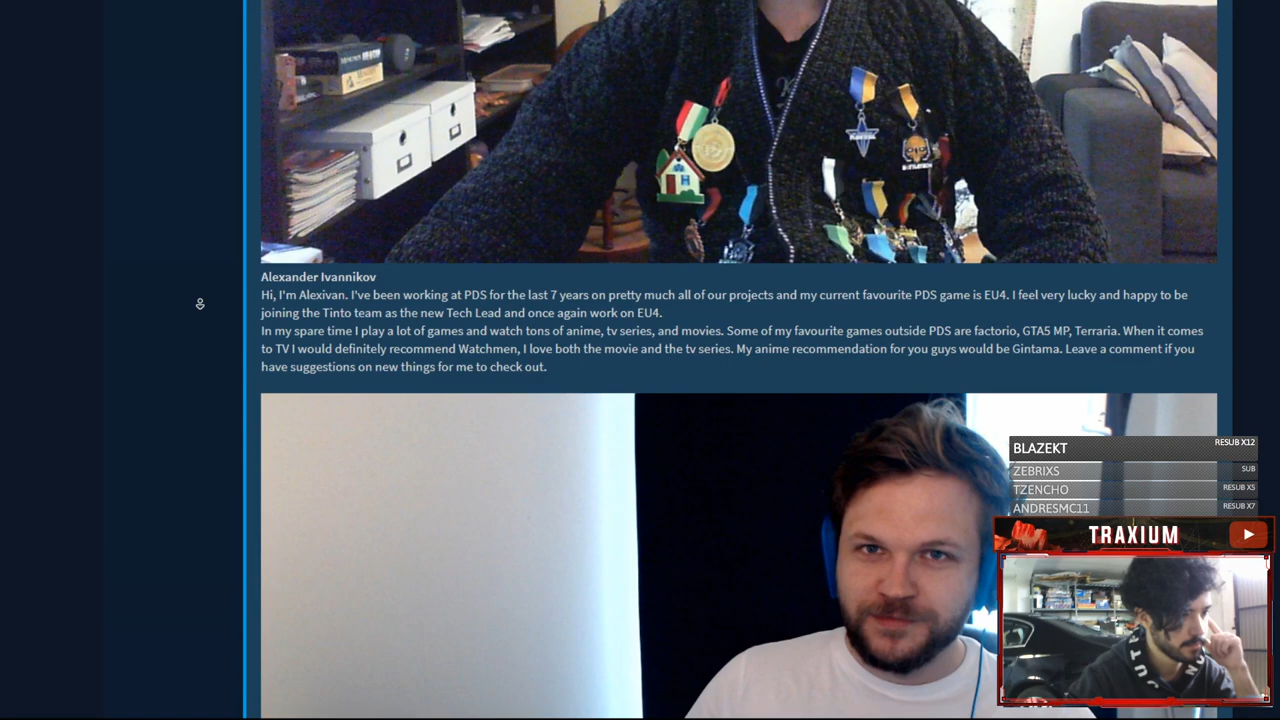 Alexander Ivannikov
Hi, I'm Alexivan. I've been working at PDS for the last 7 years on pretty much all of our projects and my current favourite PDS game is EU4. I feel very lucky and happy to be
joining the Tinto team as the new Tech Lead and once again work on EU4.
In my spare time I play a lot of games and watch tons of anime, tv series, and movies. Some of my favourite games outside PDS are factorio, GTA5 MP, Terraria. When it comes
to TV I would definitely recommend Watchmen, I love both the movie and the tv series. My anime recommendation for you guys would be Gintama. Leave a comment if you
have suggestions on new things for me to check out.
BLAZEKT RESUB X12
ZEBRIXS SUB
TZENCHO RESUB X5
ANDRESMC11 RESUB X7
TRAXIUM